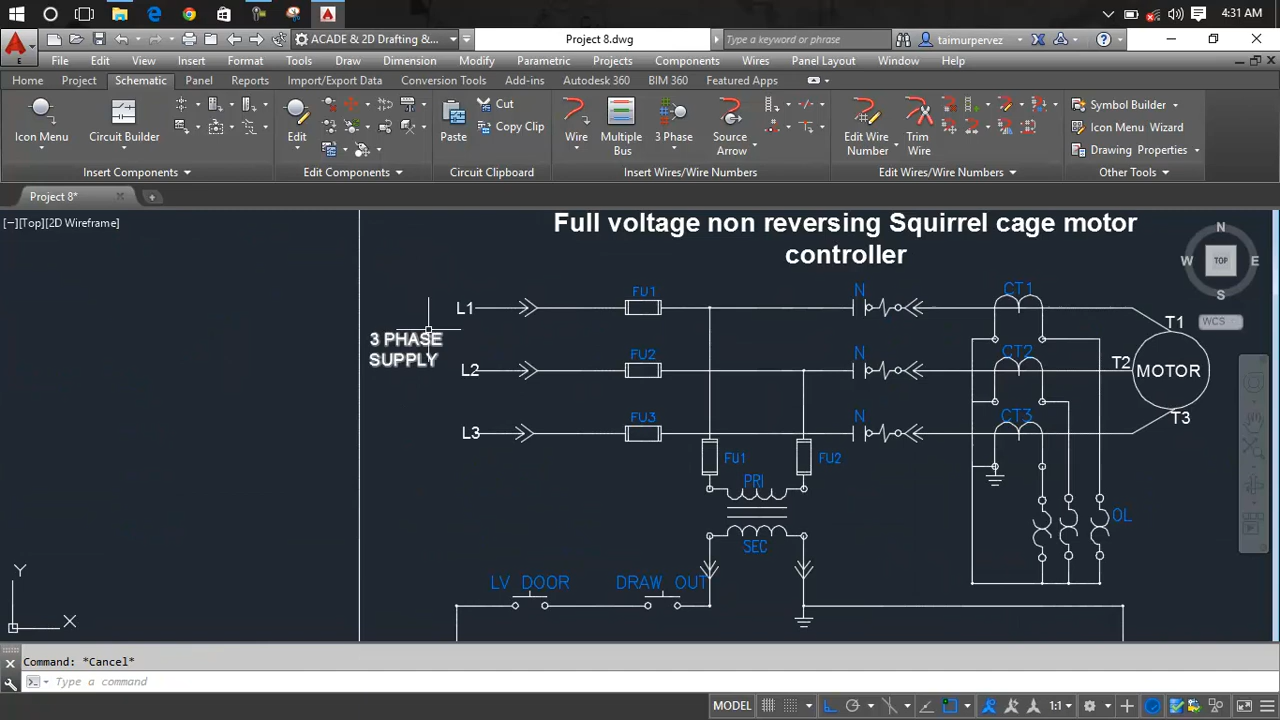 4:31 AM
ACADE & 2D Drafting &...
Project 8.dwg
Type a keyword or phrase
taimurpervez
File Edit View Insert Format Tools Draw Dimension Modify Parametric Projects Components Wires Panel Layout Window Help
Home Project Schematic Panel Reports Import/Export Data Conversion Tools Add-ins Autodesk 360 BIM 360 Featured Apps
Icon Menu
Circuit Builder
Edit
Paste
Cut
Copy Clip
Wire
Multiple Bus
3 Phase
Source Arrow
Edit Wire Number
Trim Wire
Symbol Builder
Icon Menu Wizard
Drawing Properties
Insert Components
Edit Components
Circuit Clipboard
Insert Wires/Wire Numbers
Edit Wires/Wire Numbers
Other Tools
Project 8*
[−][Top][2D Wireframe]
Full voltage non reversing Squirrel cage motor
controller
N
W TOP E
S
WCS
L1 FU1 N CT1
T1
3 PHASE
SUPPLY
L2 FU2 N CT2 T2 MOTOR
L3 FU3 N CT3 T3
FU1 FU2
PRI
SEC
OL
LV DOOR DRAW OUT
Y
X
Command: *Cancel*
Type a command
MODEL
1:1